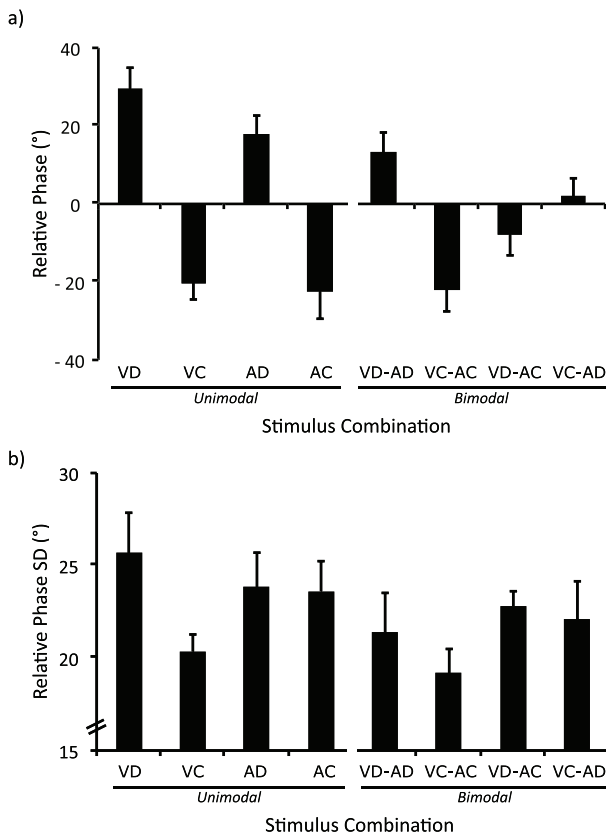 a)
40
20
0
- 20
- 40
Relative Phase (°)
VD VC AD AC VD-AD VC-AC VD-AC VC-AD
Unimodal Bimodal
Stimulus Combination
b)
30
25
20
15
Relative Phase SD (°)
VD VC AD AC VD-AD VC-AC VD-AC VC-AD
Unimodal Bimodal
Stimulus Combination